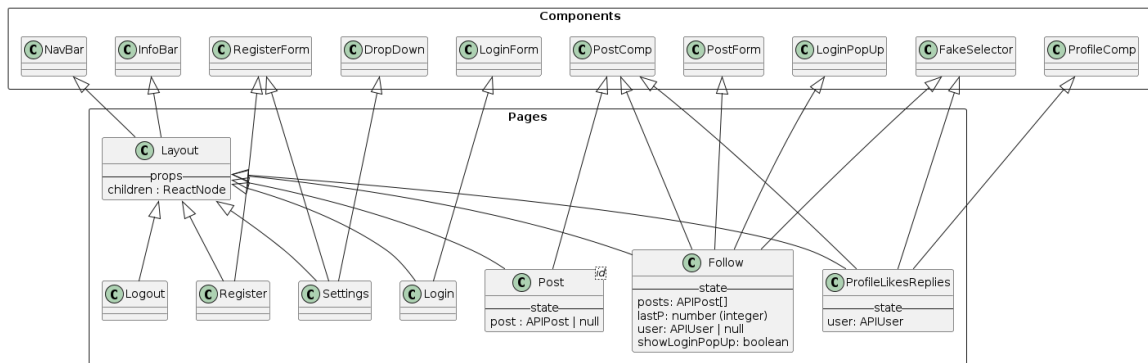 Components
C NavBar
C InfoBar
C RegisterForm
C DropDown
C LoginForm
C PostComp
C PostForm
C LoginPopUp
C FakeSelector
C ProfileComp
Pages
C Layout
props
children : ReactNode
C Logout
C Register
C Settings
C Login
C Post
id
state
post : APIPost | null
C Follow
state
posts: APIPost[]
lastP: number (integer)
user: APIUser | null
showLoginPopUp: boolean
C ProfileLikesReplies
state
user: APIUser